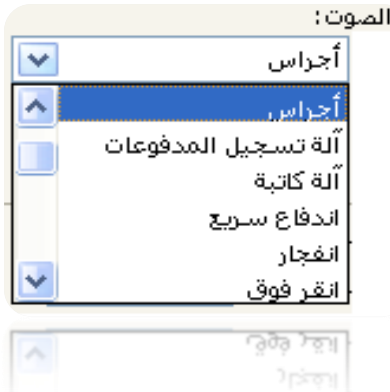 الصوت:
أجراس
أجراس
آلة تسجيل المدفوعات
آلة كاتبة
اندفاع سريع
انفجار
انقر فوق